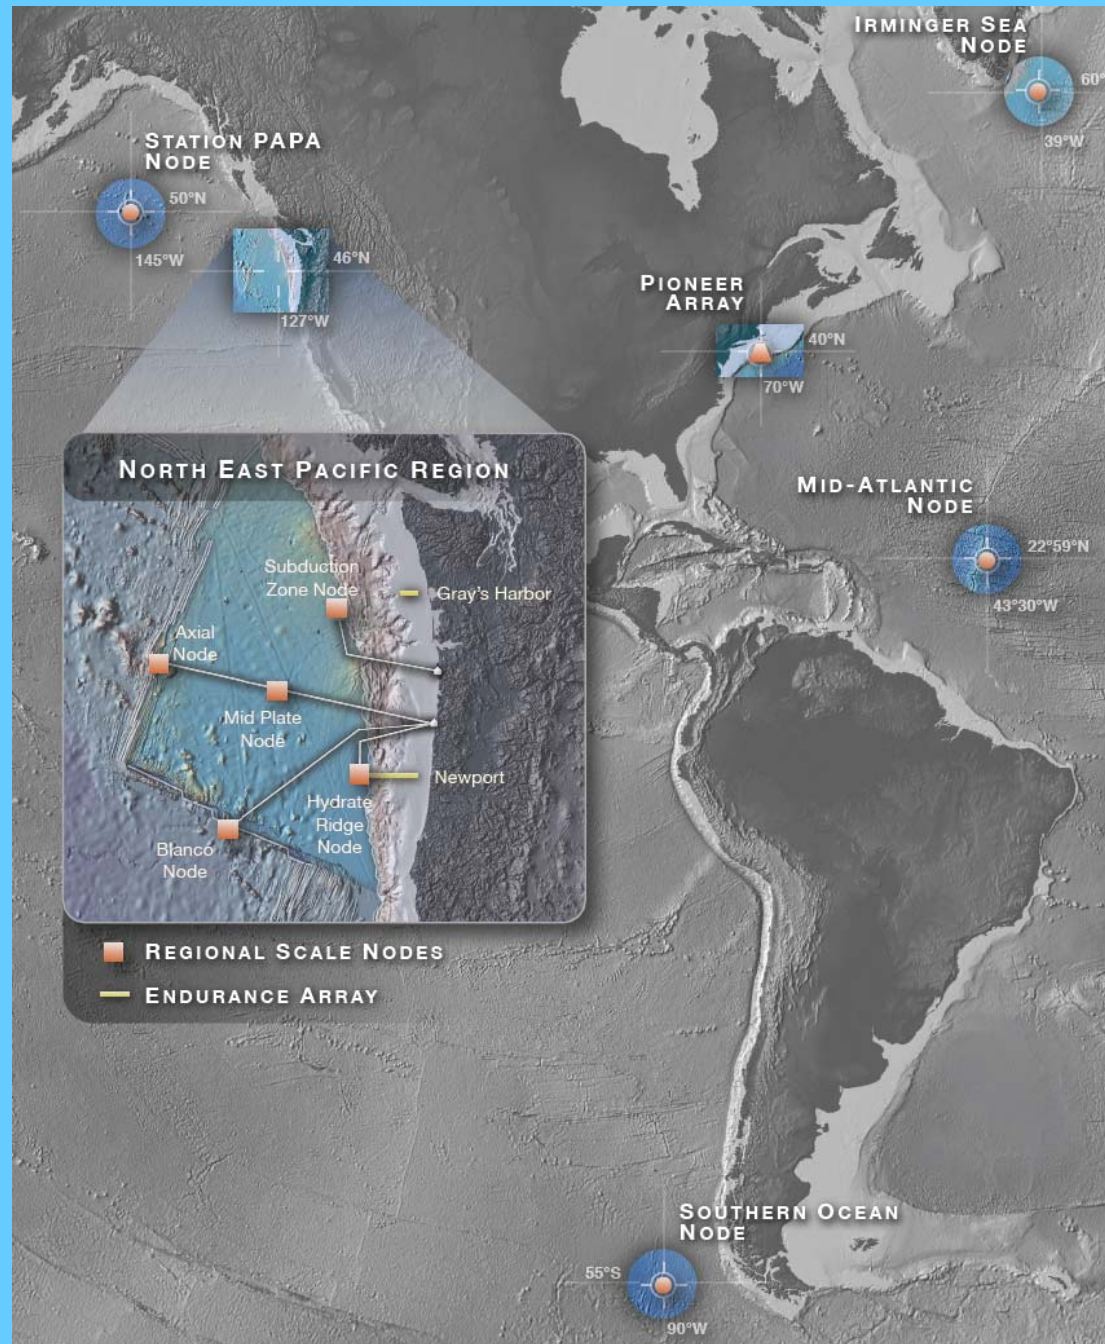 IRMINGER SEA
NODE
60°
39°W
STATION PAPA
NODE
50°N
145°W
46°N
127°W
PIONEER
ARRAY
40°N
70°W
NORTH EAST PACIFIC REGION
MID-ATLANTIC
NODE
22°59°N
43°30°W
Subduction
Zone Node
Gray's Harbor
Axial
Node
Mid Plate
Node
Newport
Hydrate
Ridge
Node
Blanco
Node
REGIONAL SCALE NODES
ENDURANCE ARRAY
SOUTHERN OCEAN
NODE
55°S
90°W